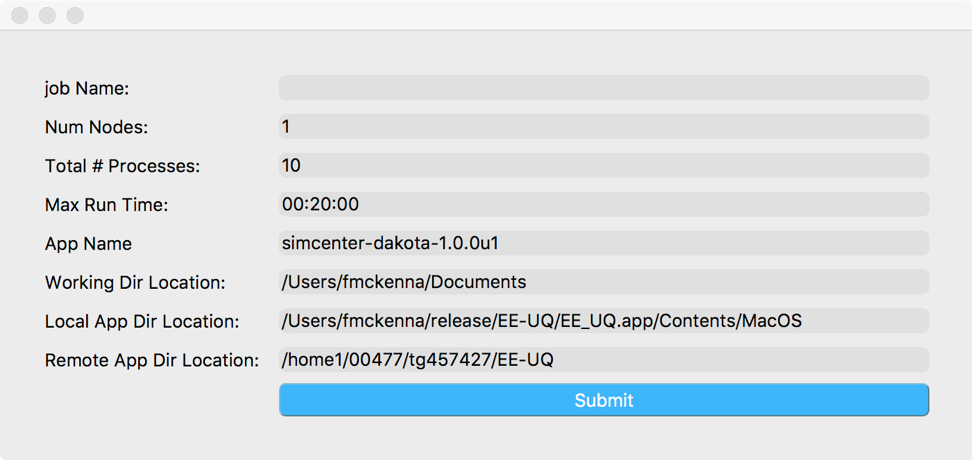 job Name:
Num Nodes: 1
Total # Processes: 10
Max Run Time: 00:20:00
App Name simcenter-dakota-1.0.0u1
Working Dir Location: /Users/fmckenna/Documents
Local App Dir Location: /Users/fmckenna/release/EE-UQ/EE_UQ.app/Contents/MacOS
Remote App Dir Location: /home1/00477/tg457427/EE-UQ
Submit